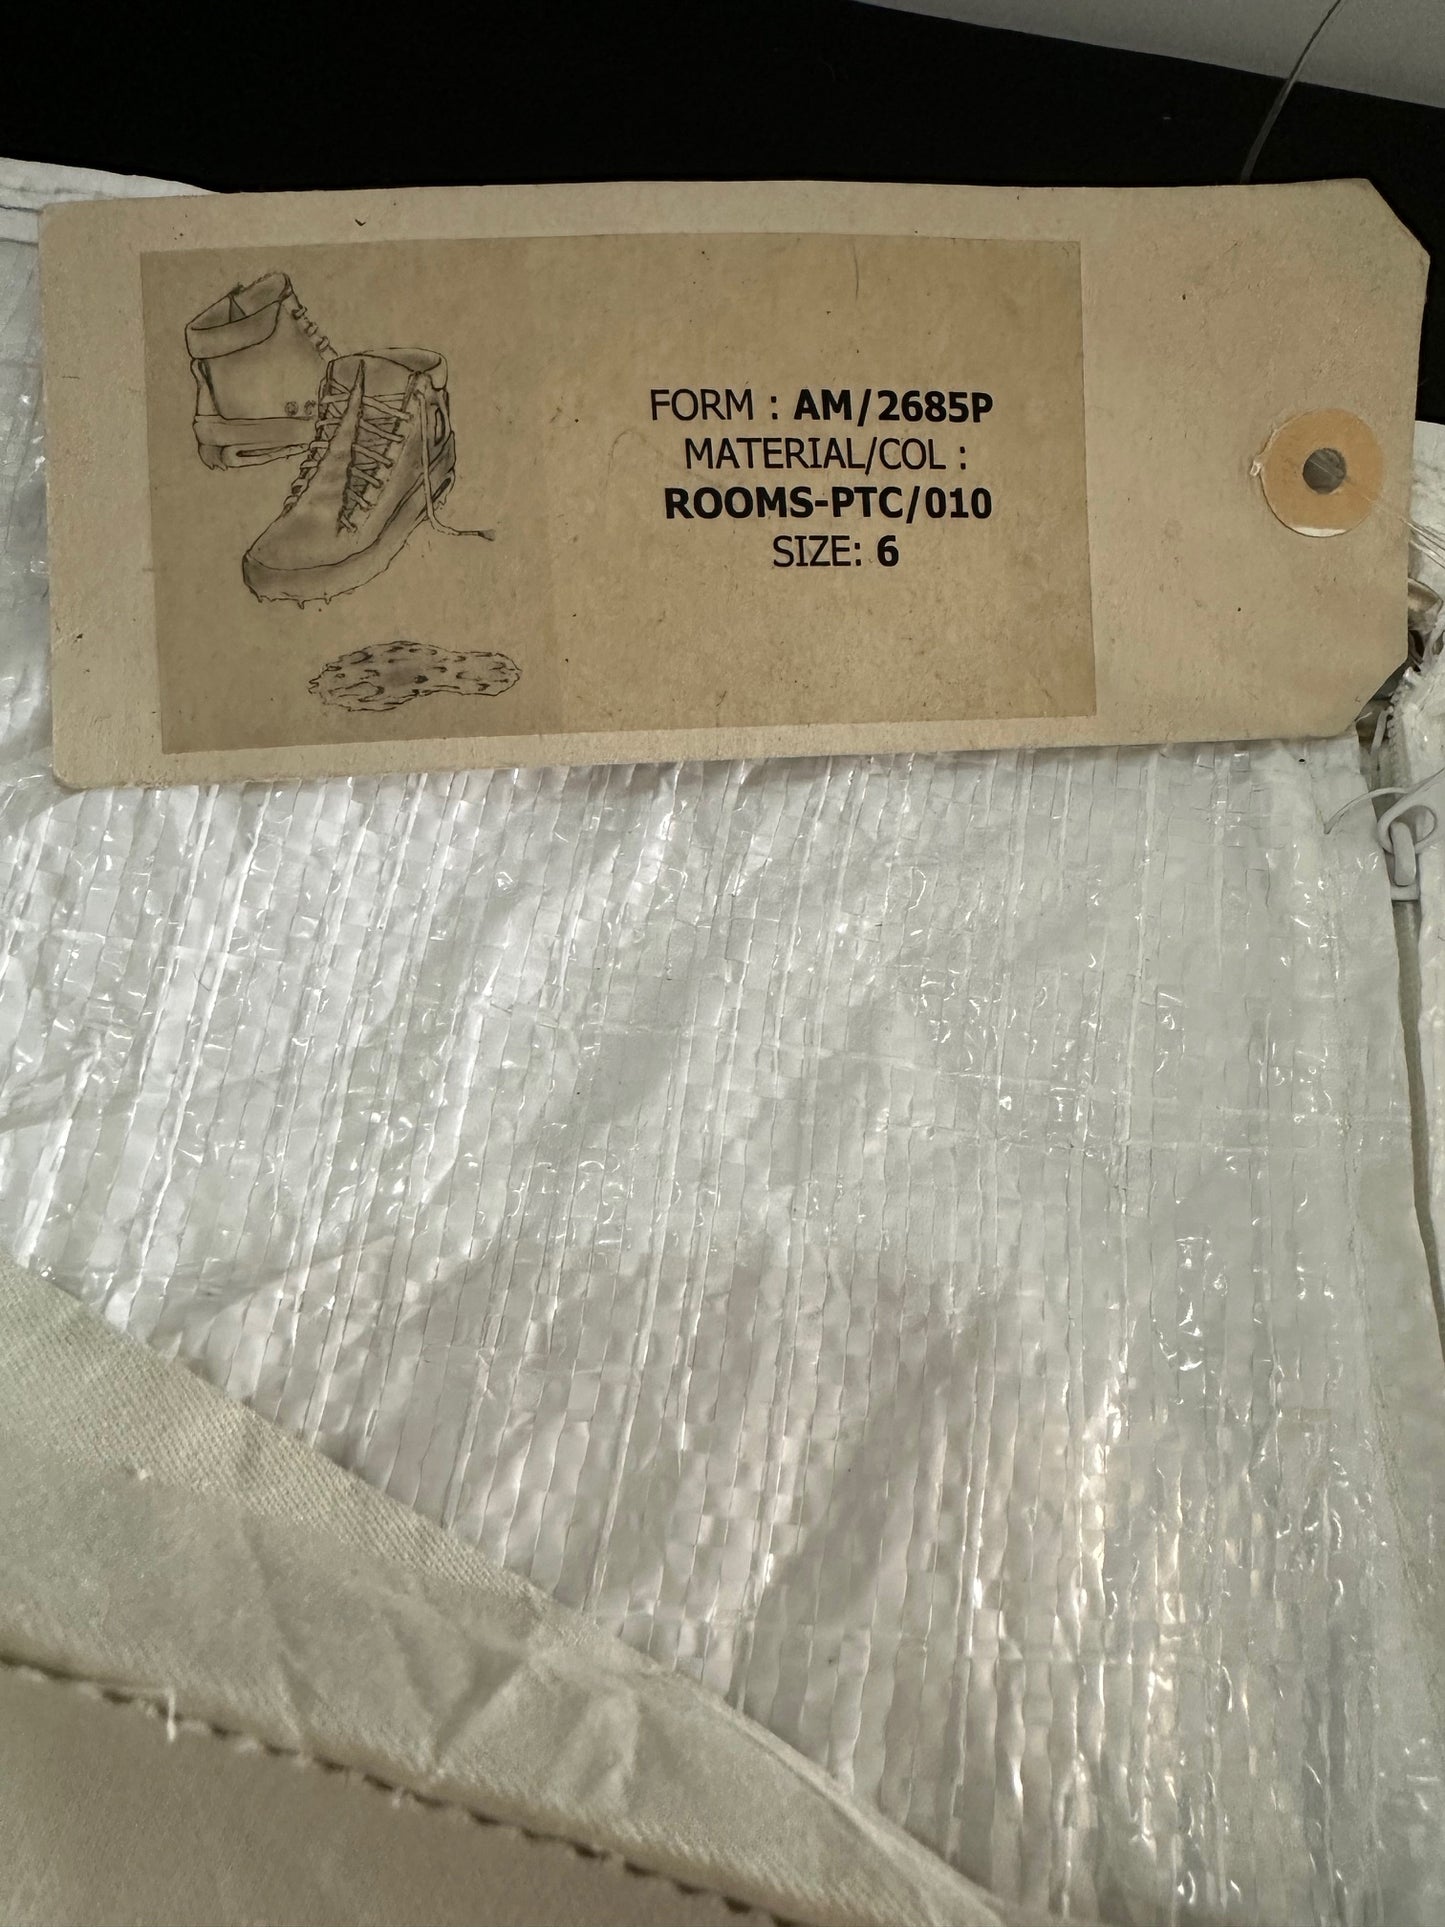 FORM : AM/2685P
MATERIAL/COL :
ROOMS-PTC/010
SIZE: 6